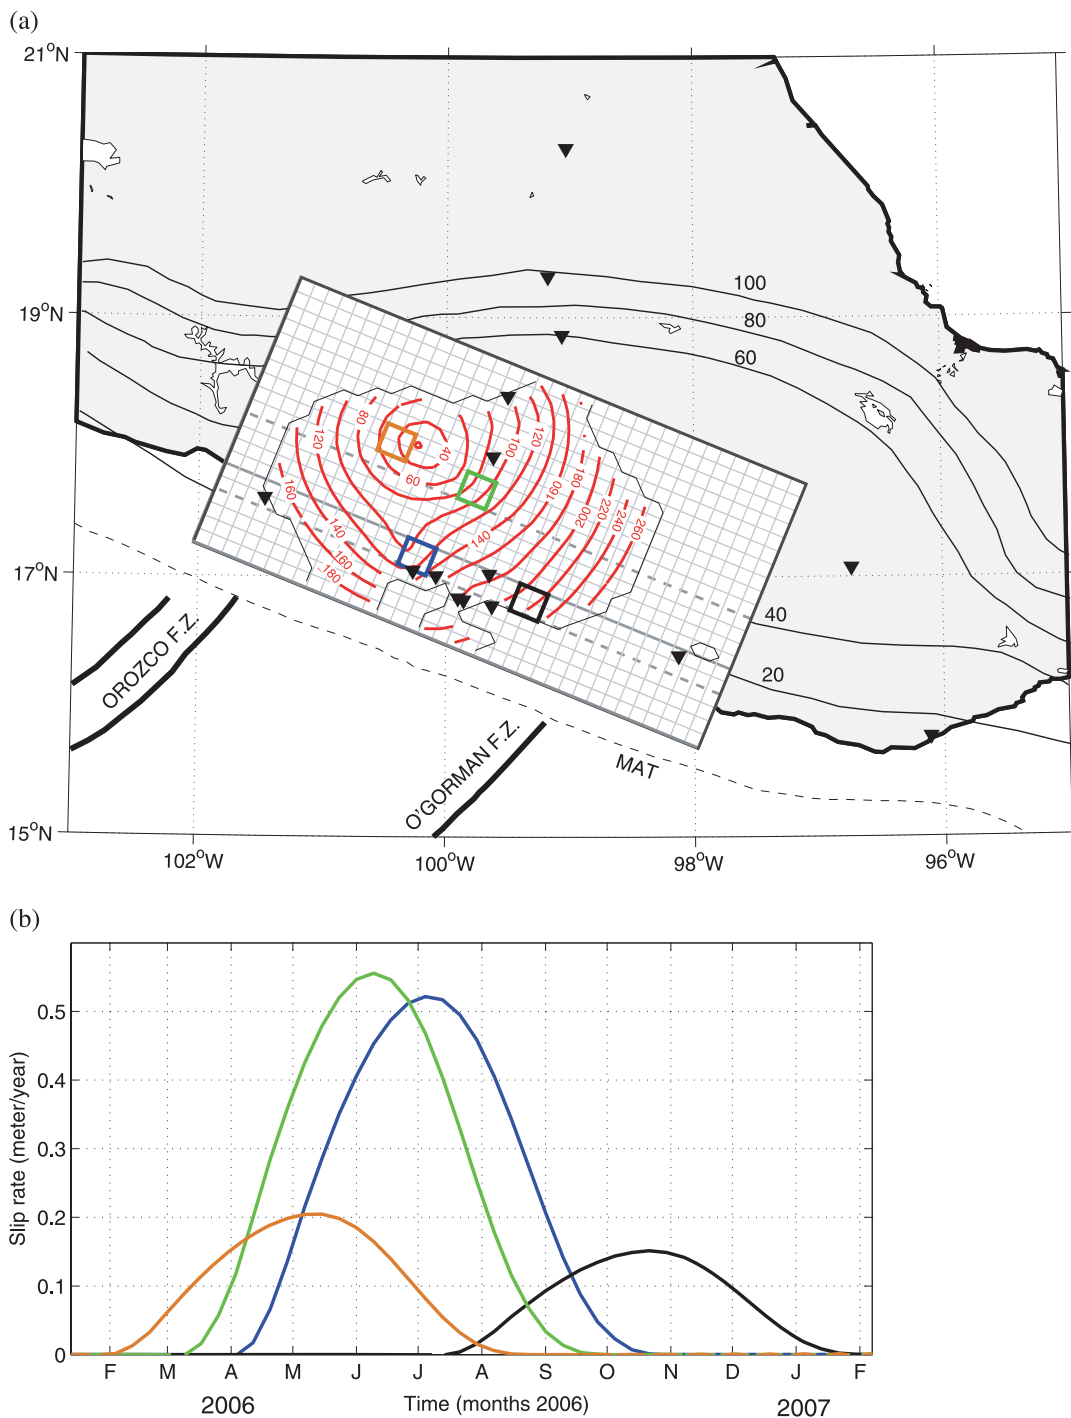 (a)
21°N
19°N
17°N
15°N
102°W
100°W
98°W
96°W
100
80
60
40
20
80
120
160
40
60
100
120
140
160
180
140
160
180
200
220
240
260
OROZCO F.Z.
O'GORMAN F.Z.
MAT
(b)
Slip rate (meter/year)
0.5
0.4
0.3
0.2
0.1
0
F M A M J J A S O N D J F
2006
Time (months 2006)
2007